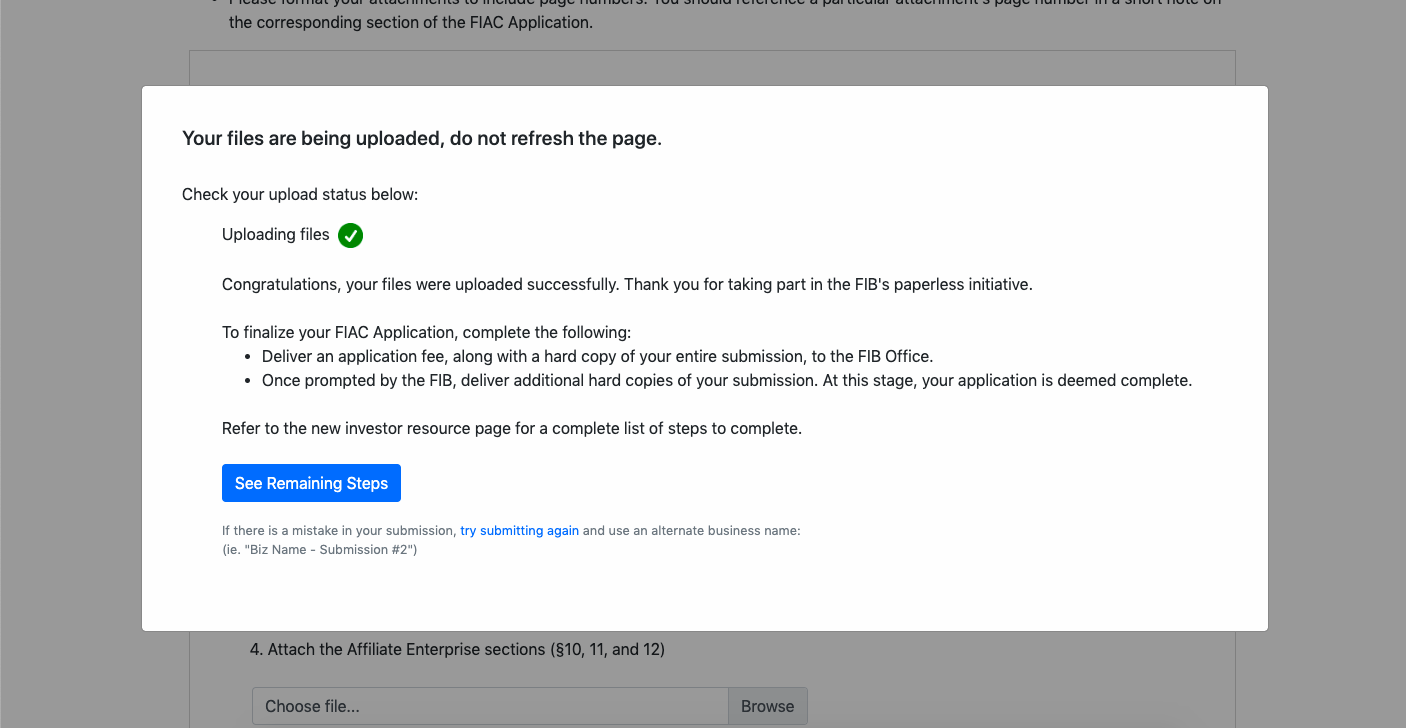 Please format your attachments to include page numbers. You should reference a particular attachment's page number in a short note on
the corresponding section of the FIAC Application.
Your files are being uploaded, do not refresh the page.
Check your upload status below:
Uploading files
Congratulations, your files were uploaded successfully. Thank you for taking part in the FIB's paperless initiative.
To finalize your FIAC Application, complete the following:
• Deliver an application fee, along with a hard copy of your entire submission, to the FIB Office.
• Once prompted by the FIB, deliver additional hard copies of your submission. At this stage, your application is deemed complete.
Refer to the new investor resource page for a complete list of steps to complete.
See Remaining Steps
If there is a mistake in your submission, try submitting again and use an alternate business name:
(ie. "Biz Name - Submission #2")
4. Attach the Affiliate Enterprise sections (§10, 11, and 12)
Choose file... Browse